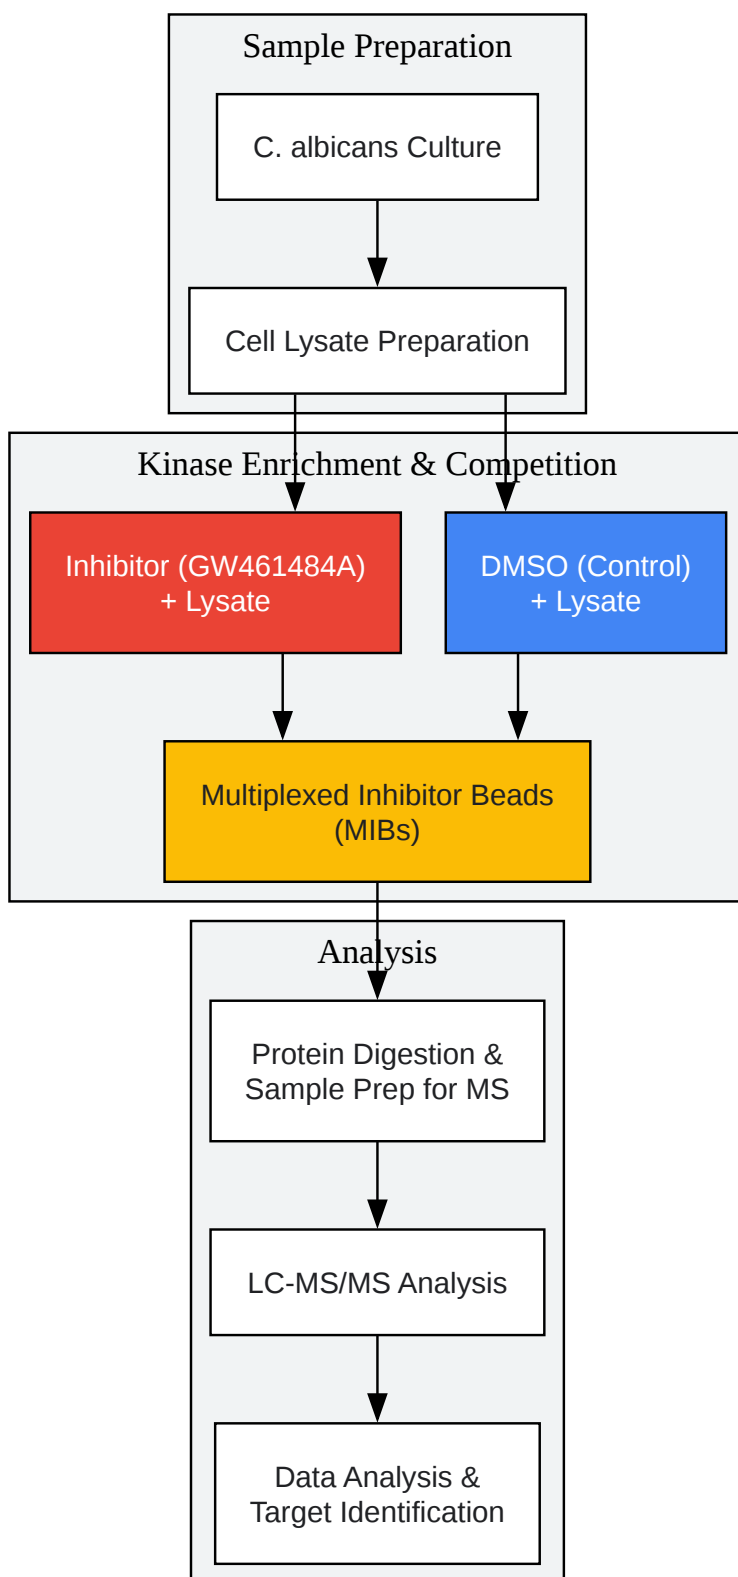 Sample Preparation
C. albicans Culture
Cell Lysate Preparation
Kinase Enrichment & Competition
Inhibitor (GW461484A)
+ Lysate
DMSO (Control)
+ Lysate
Multiplexed Inhibitor Beads
(MIBs)
Analysis
Protein Digestion &
Sample Prep for MS
LC-MS/MS Analysis
Data Analysis &
Target Identification